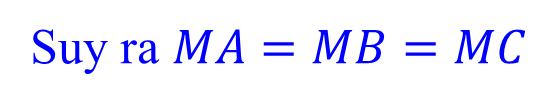 Suy ra MA = MB = MC